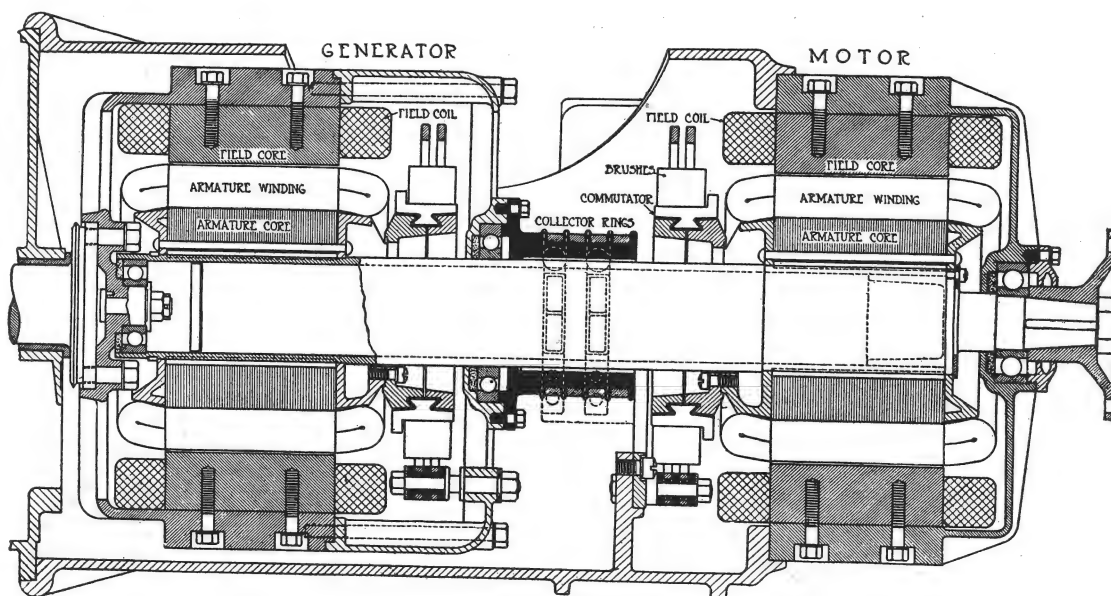 GENERATOR
MOTOR
FIELD COIL
FIELD COIL
FIELD CORE
FIELD CORE
BRUSHES
ARMATURE WINDING
ARMATURE WINDING
COMMUTATOR
ARMATURE CORE
COLLECTOR RINGS
ARMATURE CORE